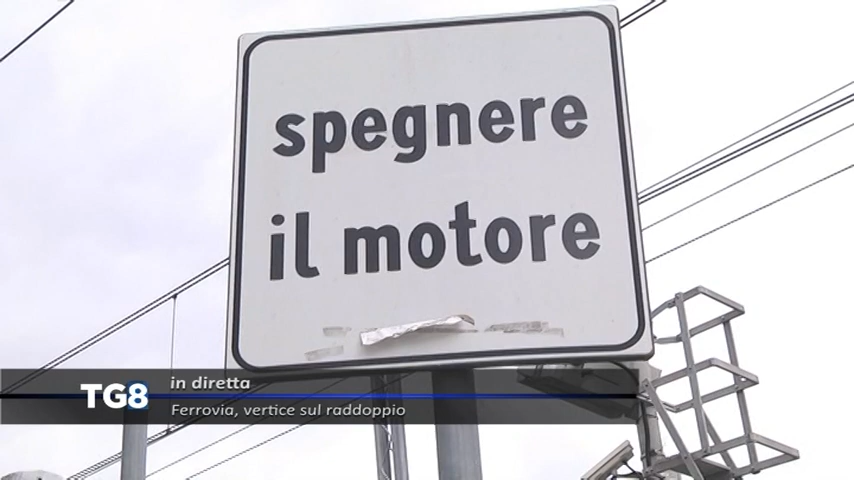 spegnere
il motore
TG8
in diretta
Ferrovia, vertice sul raddoppio